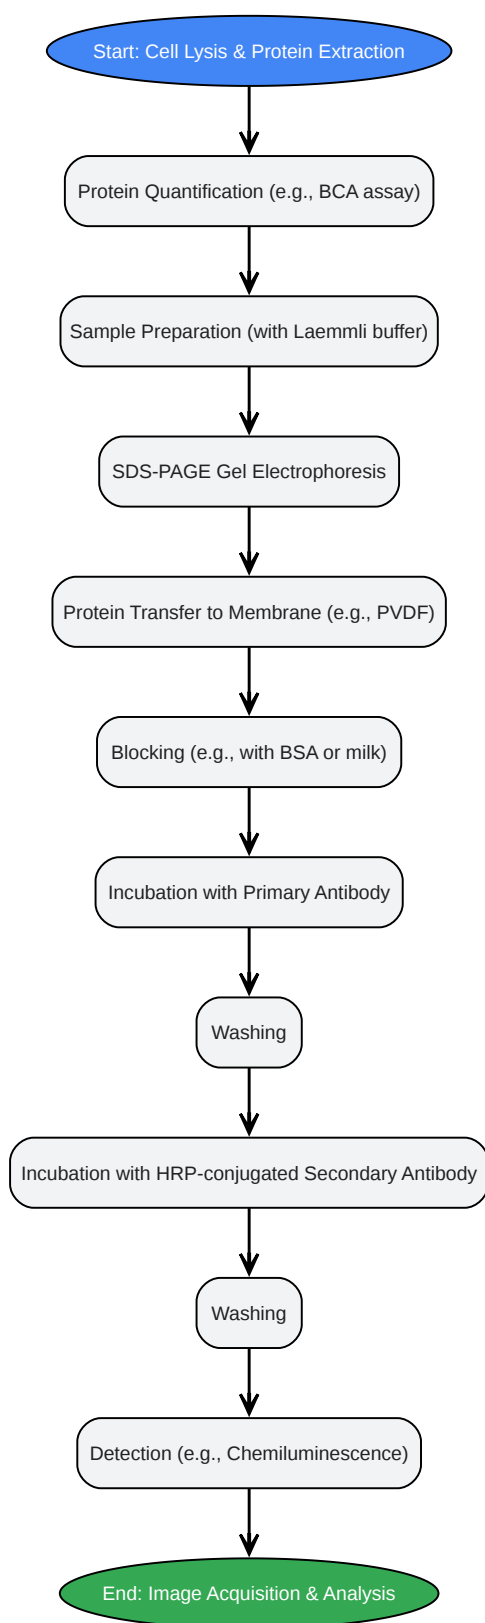 Start: Cell Lysis & Protein Extraction
Protein Quantification (e.g., BCA assay)
Sample Preparation (with Laemmli buffer)
SDS-PAGE Gel Electrophoresis
Protein Transfer to Membrane (e.g., PVDF)
Blocking (e.g., with BSA or milk)
Incubation with Primary Antibody
Washing
Incubation with HRP-conjugated Secondary Antibody
Washing
Detection (e.g., Chemiluminescence)
End: Image Acquisition & Analysis